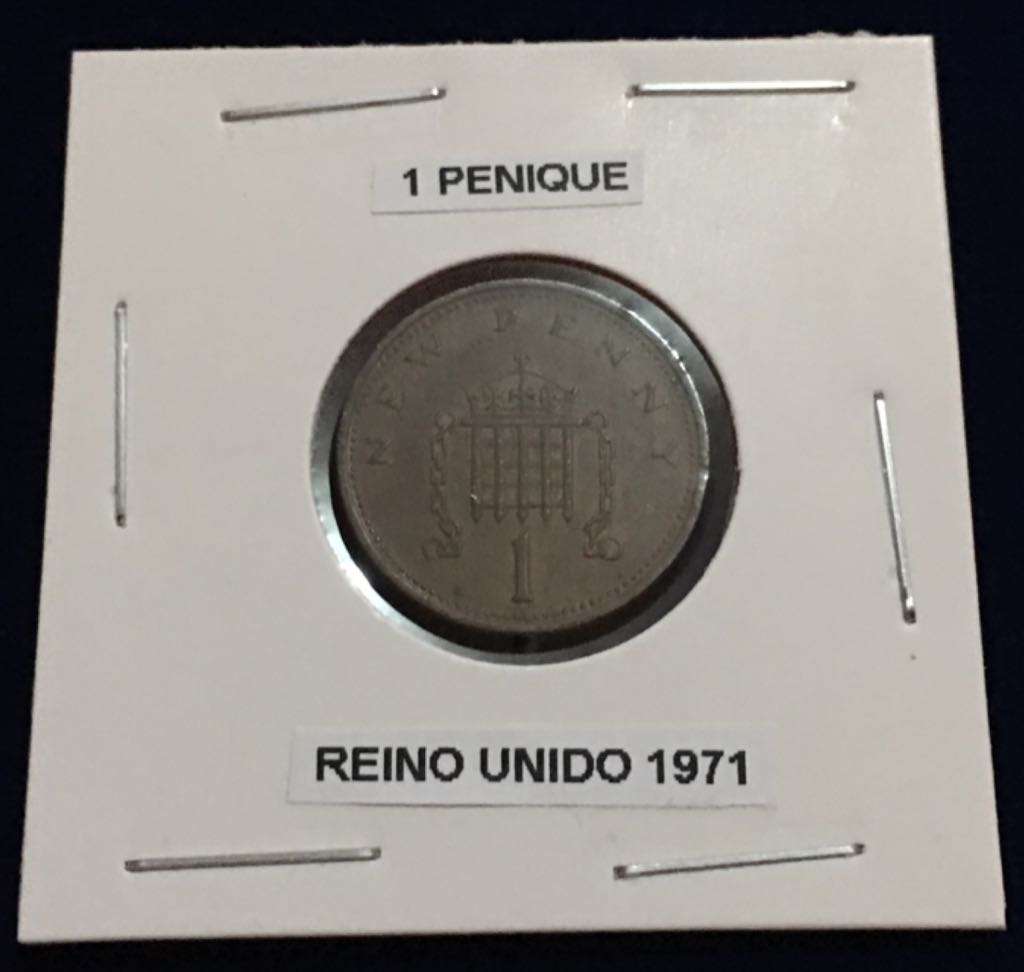 1 PENIQUE
NEW PENNY
1
REINO UNIDO 1971